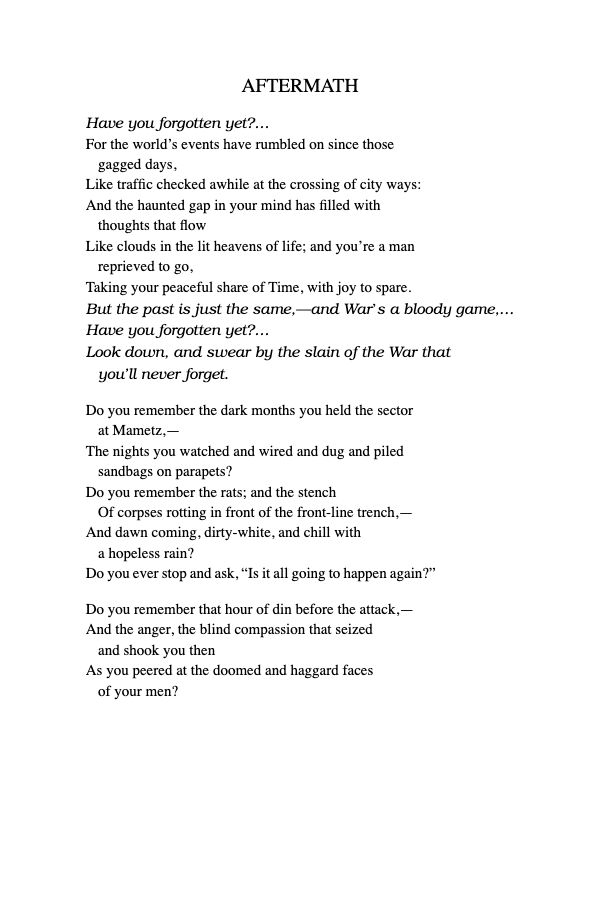 AFTERMATH
Have you forgotten yet?...
For the world's events have rumbled on since those
gagged days,
Like traffic checked awhile at the crossing of city ways:
And the haunted gap in your mind has filled with
thoughts that flow
Like clouds in the lit heavens of life; and you're a man
reprieved to go,
Taking your peaceful share of Time, with joy to spare.
But the past is just the same,—and War's a bloody game,...
Have you forgotten yet?...
Look down, and swear by the slain of the War that
you'll never forget.
Do you remember the dark months you held the sector
at Mametz,—
The nights you watched and wired and dug and piled
sandbags on parapets?
Do you remember the rats; and the stench
Of corpses rotting in front of the front-line trench,—
And dawn coming, dirty-white, and chill with
a hopeless rain?
Do you ever stop and ask, “Is it all going to happen again?”
Do you remember that hour of din before the attack,—
And the anger, the blind compassion that seized
and shook you then
As you peered at the doomed and haggard faces
of your men?